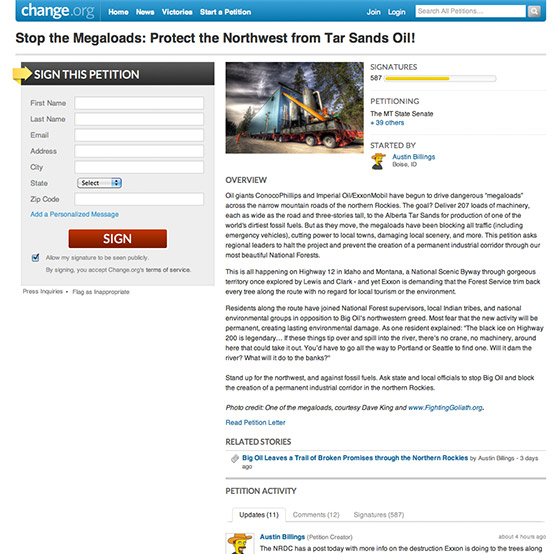 change.org
Home News Victories Start a Petition
Join Login Search All Petitions...
Stop the Megaloads: Protect the Northwest from Tar Sands Oil!
SIGN THIS PETITION
First Name
Last Name
Email
Address
City
State Select
Zip Code
Add a Personalized Message
SIGN
Allow my signature to be seen publicly.
By signing, you accept Change.org's terms of service.
Press Inquiries • Flag as Inappropriate
SIGNATURES
587
PETITIONING
The MT State Senate
+ 39 others
STARTED BY
Austin Billings
Boise, ID
OVERVIEW
Oil giants ConocoPhillips and Imperial Oil/ExxonMobil have begun to drive dangerous "megaloads"
across the narrow mountain roads of the northern Rockies. The goal? Deliver 207 loads of machinery,
each as wide as the road and three-stories tall, to the Alberta Tar Sands for production of one of the
world's dirtiest fossil fuels. But as they move, the megaloads have been blocking all traffic (including
emergency vehicles), cutting power to local towns, damaging local scenery, and more. This petition asks
regional leaders to halt the project and prevent the creation of a permanent industrial corridor through our
most beautiful National Forests.
This is all happening on Highway 12 in Idaho and Montana, a National Scenic Byway through gorgeous
territory once explored by Lewis and Clark - and yet Exxon is demanding that the Forest Service trim back
every tree along the route with no regard for local tourism or the environment.
Residents along the route have joined National Forest supervisors, local Indian tribes, and national
environmental groups in opposition to Big Oil's northwestern greed. Most fear that the new activity will be
permanent, creating lasting environmental damage. As one resident explained: "The black ice on Highway
200 is legendary… If these things tip over and spill into the river, there's no crane, no machinery, around
here that could take it out. You'd have to go all the way to Portland or Seattle to find one. Will it dam the
river? What will it do to the banks?"
Stand up for the northwest, and against fossil fuels. Ask state and local officials to stop Big Oil and block
the creation of a permanent industrial corridor in the northern Rockies.
Photo credit: One of the megaloads, courtesy Dave King and www.FightingGoliath.org.
Read Petition Letter
RELATED STORIES
Big Oil Leaves a Trail of Broken Promises through the Northern Rockies by Austin Billings - 3 days
ago
PETITION ACTIVITY
Updates (11) Comments (12) Signatures (587)
Austin Billings (Petition Creator) about 4 hours ago
The NRDC has a post today with more info on the destruction Exxon is doing to the trees along